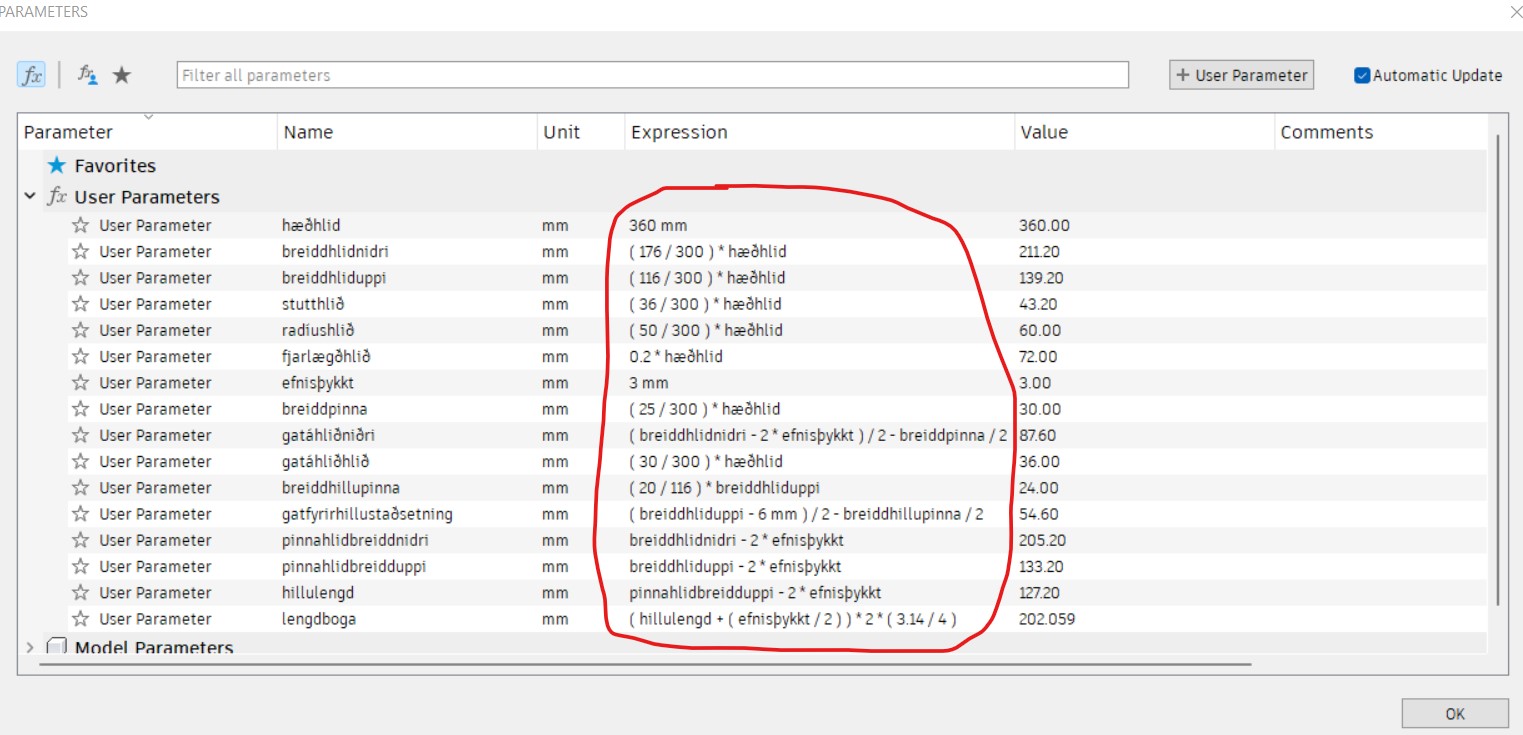 PARAMETERS
fx Filter all parameters + User Parameter Automatic Update
Parameter Name Unit Expression Value Comments
Favorites
fx User Parameters
User Parameter hæðhlid mm 360 mm 360.00
User Parameter breiddhlidnidri mm ( 176 / 300 ) * hæðhlid 211.20
User Parameter breiddhliduppi mm ( 116 / 300 ) * hæðhlid 139.20
User Parameter stutthlið mm ( 36 / 300 ) * hæðhlid 43.20
User Parameter radíushlið mm ( 50 / 300 ) * hæðhlid 60.00
User Parameter fjarlægðhlið mm 0.2 * hæðhlid 72.00
User Parameter efnisþykkt mm 3 mm 3.00
User Parameter breiddpinna mm ( 25 / 300 ) * hæðhlid 30.00
User Parameter gatáhliðniðri mm ( breiddhlidnidri - 2 * efnisþykkt ) / 2 - breiddpinna / 2 87.60
User Parameter gatáhliðhlið mm ( 30 / 300 ) * hæðhlid 36.00
User Parameter breiddhillupinna mm ( 20 / 116 ) * breiddhliduppi 24.00
User Parameter gatfyrirhillustaðsetning mm ( breiddhliduppi - 6 mm ) / 2 - breiddhillupinna / 2 54.60
User Parameter pinnahlidbreiddnidri mm breiddhlidnidri - 2 * efnisþykkt 205.20
User Parameter pinnahlidbreidduppi mm breiddhliduppi - 2 * efnisþykkt 133.20
User Parameter hillulengd mm pinnahlidbreidduppi - 2 * efnisþykkt 127.20
User Parameter lengdboga mm ( hillulengd + ( efnisþykkt / 2 ) ) * 2 * ( 3.14 / 4 ) 202.059
Model Parameters
OK